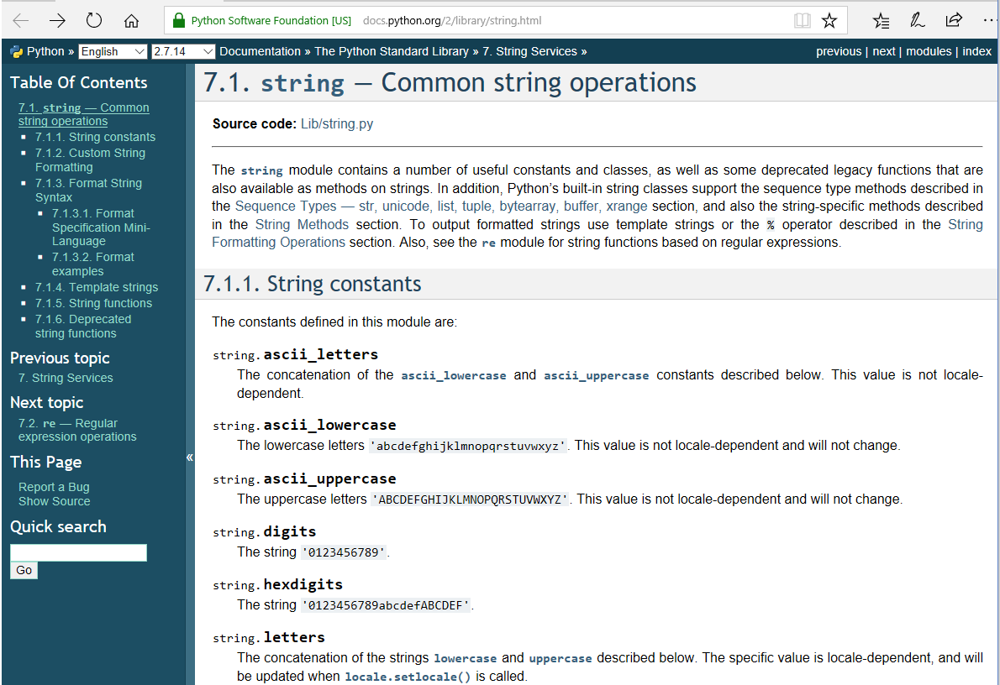 Python Software Foundation [US] docs.python.org/2/library/string.html
Python » English 2.7.14 Documentation » The Python Standard Library » 7. String Services » previous | next | modules | index
Table Of Contents
7.1. string — Common
string operations
7.1.1. String constants
7.1.2. Custom String
Formatting
7.1.3. Format String
Syntax
7.1.3.1. Format
Specification Mini-
Language
7.1.3.2. Format
examples
7.1.4. Template strings
7.1.5. String functions
7.1.6. Deprecated
string functions
Previous topic
7. String Services
Next topic
7.2. re — Regular
expression operations
This Page
Report a Bug
Show Source
Quick search
Go
«
7.1. string — Common string operations
Source code: Lib/string.py
The string module contains a number of useful constants and classes, as well as some deprecated legacy functions that are
also available as methods on strings. In addition, Python’s built-in string classes support the sequence type methods described in
the Sequence Types — str, unicode, list, tuple, bytearray, buffer, xrange section, and also the string-specific methods described
in the String Methods section. To output formatted strings use template strings or the % operator described in the String
Formatting Operations section. Also, see the re module for string functions based on regular expressions.
7.1.1. String constants
The constants defined in this module are:
string.ascii_letters
The concatenation of the ascii_lowercase and ascii_uppercase constants described below. This value is not locale-
dependent.
string.ascii_lowercase
The lowercase letters 'abcdefghijklmnopqrstuvwxyz'. This value is not locale-dependent and will not change.
string.ascii_uppercase
The uppercase letters 'ABCDEFGHIJKLMNOPQRSTUVWXYZ'. This value is not locale-dependent and will not change.
string.digits
The string '0123456789'.
string.hexdigits
The string '0123456789abcdefABCDEF'.
string.letters
The concatenation of the strings lowercase and uppercase described below. The specific value is locale-dependent, and will
be updated when locale.setlocale() is called.